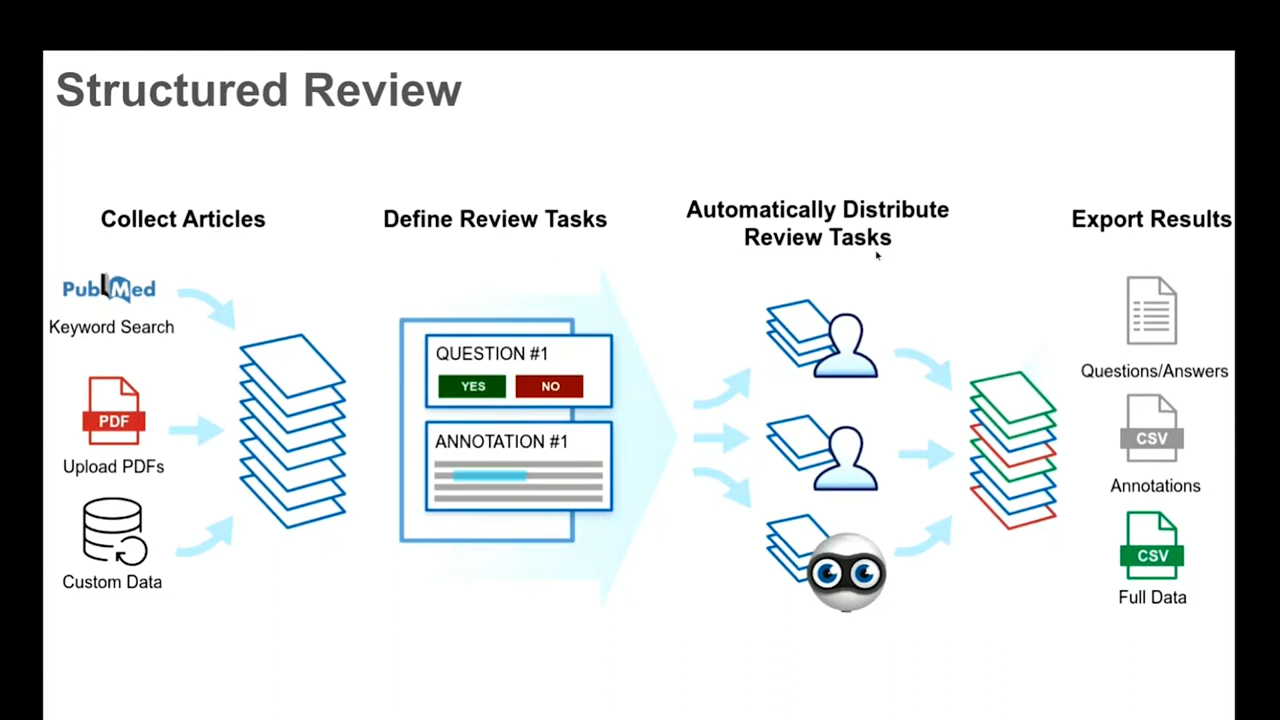 Structured Review
Collect Articles
PubMed
Keyword Search
PDF
Upload PDFs
Custom Data
Define Review Tasks
QUESTION #1
YES NO
ANNOTATION #1
Automatically Distribute
Review Tasks
Export Results
Questions/Answers
CSV
Annotations
CSV
Full Data